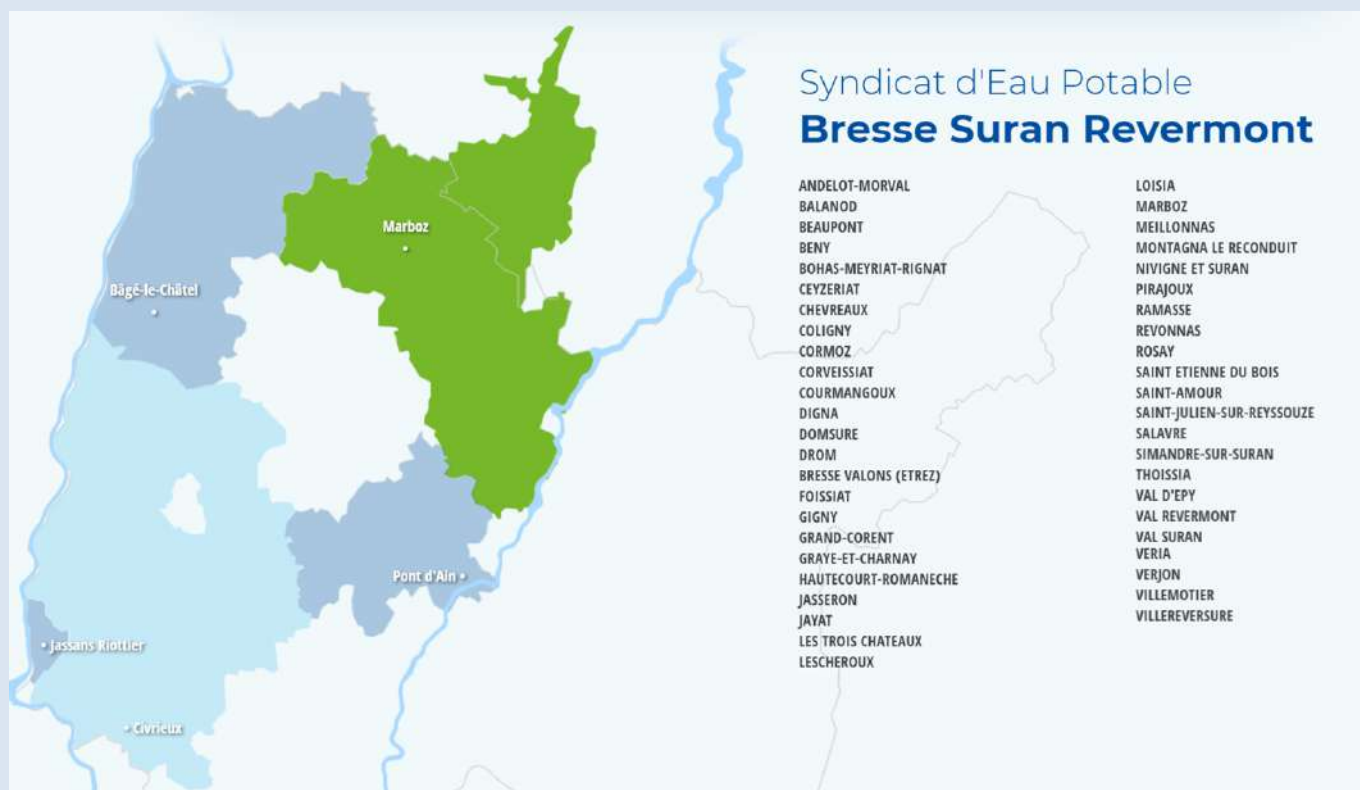 Syndicat d'Eau Potable
Bresse Suran Revermont
Marboz
Bâgé-le-Châtel
Pont d'Ain
Jassans Riottier
Civrieux
ANDELOT-MORVAL
BALANOD
BEAUPONT
BENY
BOHAS-MEYRIAT-RIGNAT
CEYZERIAT
CHEVREAUX
COLIGNY
CORMOZ
CORVEISSIAT
COURMANGOUX
DIGNA
DOMSURE
DROM
BRESSE VALONS (ETREZ)
FOISSIAT
GIGNY
GRAND-CORENT
GRAYE-ET-CHARNAY
HAUTECOURT-ROMANECHE
JASSERON
JAYAT
LES TROIS CHATEAUX
LESCHEROUX
LOISIA
MARBOZ
MEILLONNAS
MONTAGNA LE RECONDUIT
NIVIGNE ET SURAN
PIRAJOUX
RAMASSE
REVONNAS
ROSAY
SAINT ETIENNE DU BOIS
SAINT-AMOUR
SAINT-JULIEN-SUR-REYSSOUZE
SALAVRE
SIMANDRE-SUR-SURAN
THOISSIA
VAL D'EPY
VAL REVERMONT
VAL SURAN
VERIA
VERJON
VILLEMOTIER
VILLEREVERSURE